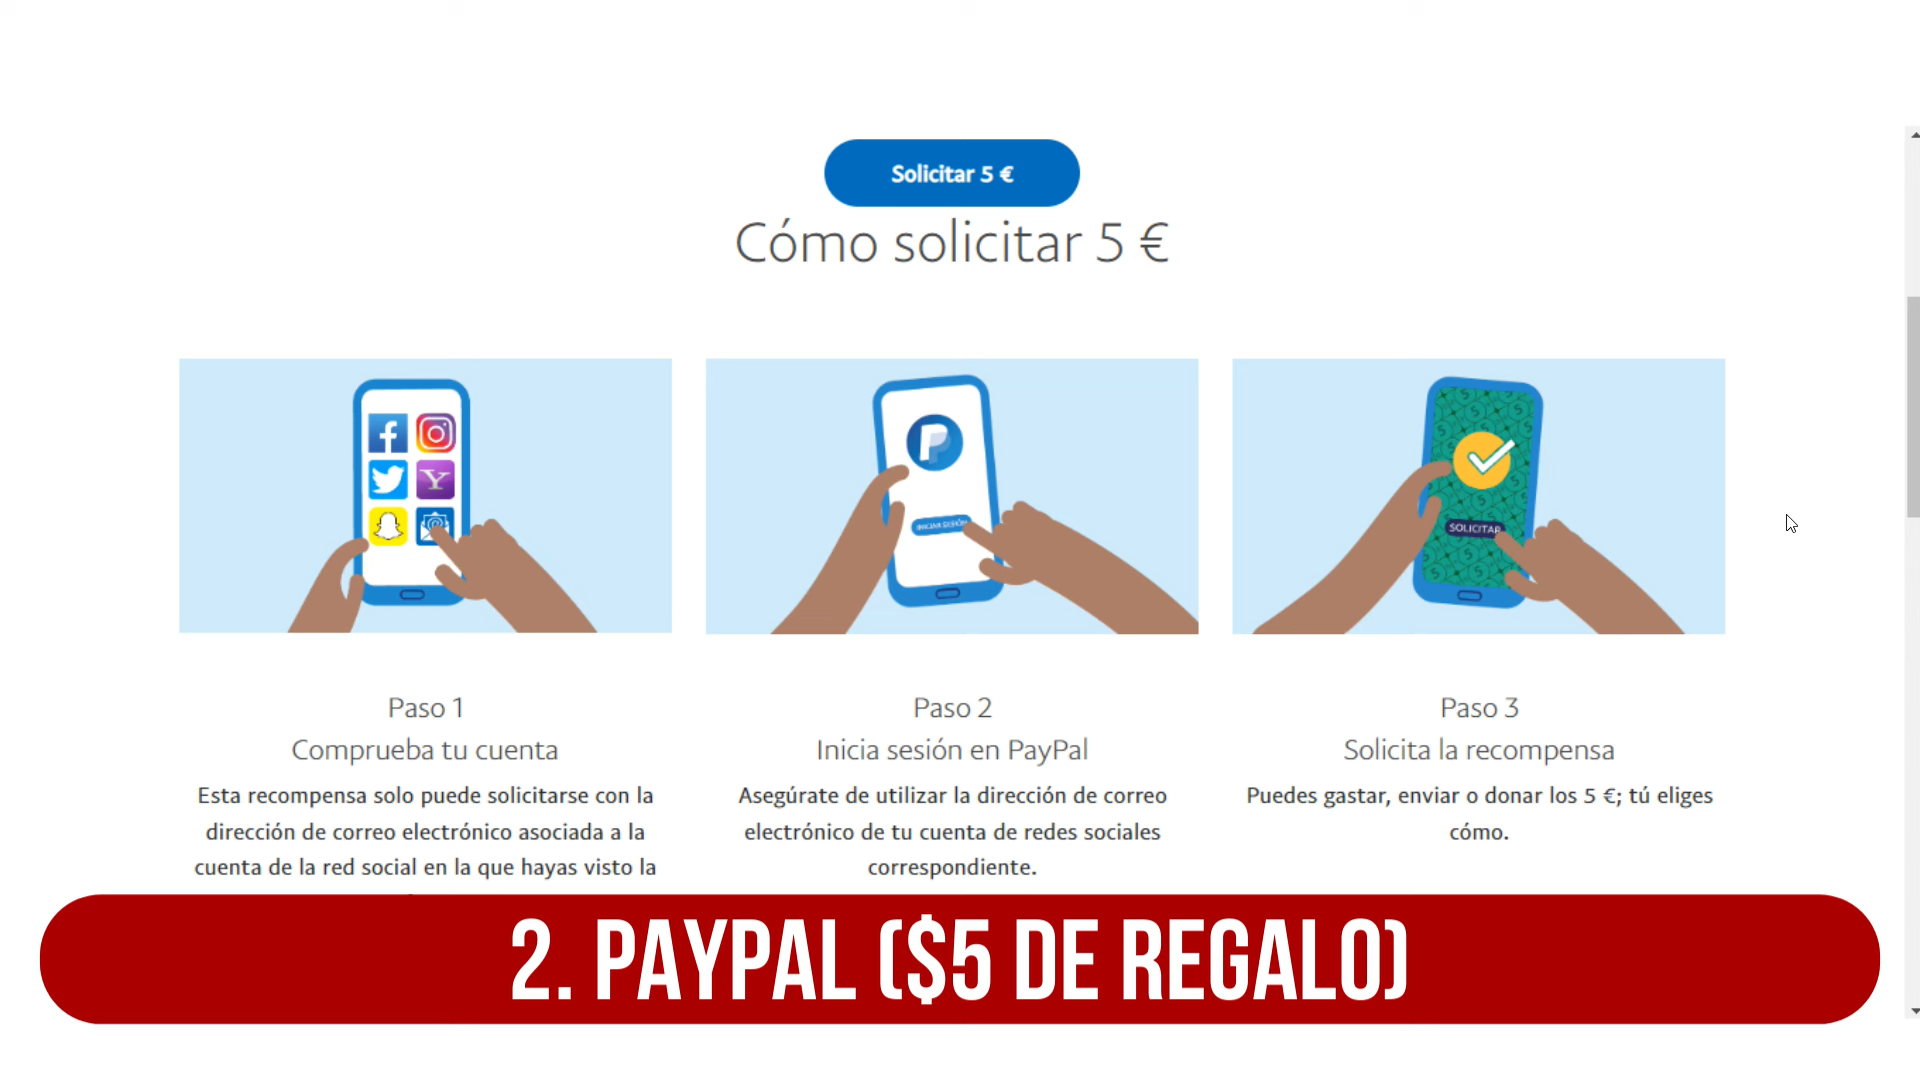 Solicitar 5 €
Cómo solicitar 5 €
INICIAR SESIÓN
SOLICITAR
Paso 1
Comprueba tu cuenta
Esta recompensa solo puede solicitarse con la
dirección de correo electrónico asociada a la
cuenta de la red social en la que hayas visto la
Paso 2
Inicia sesión en PayPal
Asegúrate de utilizar la dirección de correo
electrónico de tu cuenta de redes sociales
correspondiente.
Paso 3
Solicita la recompensa
Puedes gastar, enviar o donar los 5 €; tú eliges
cómo.
2. PAYPAL ($5 DE REGALO)